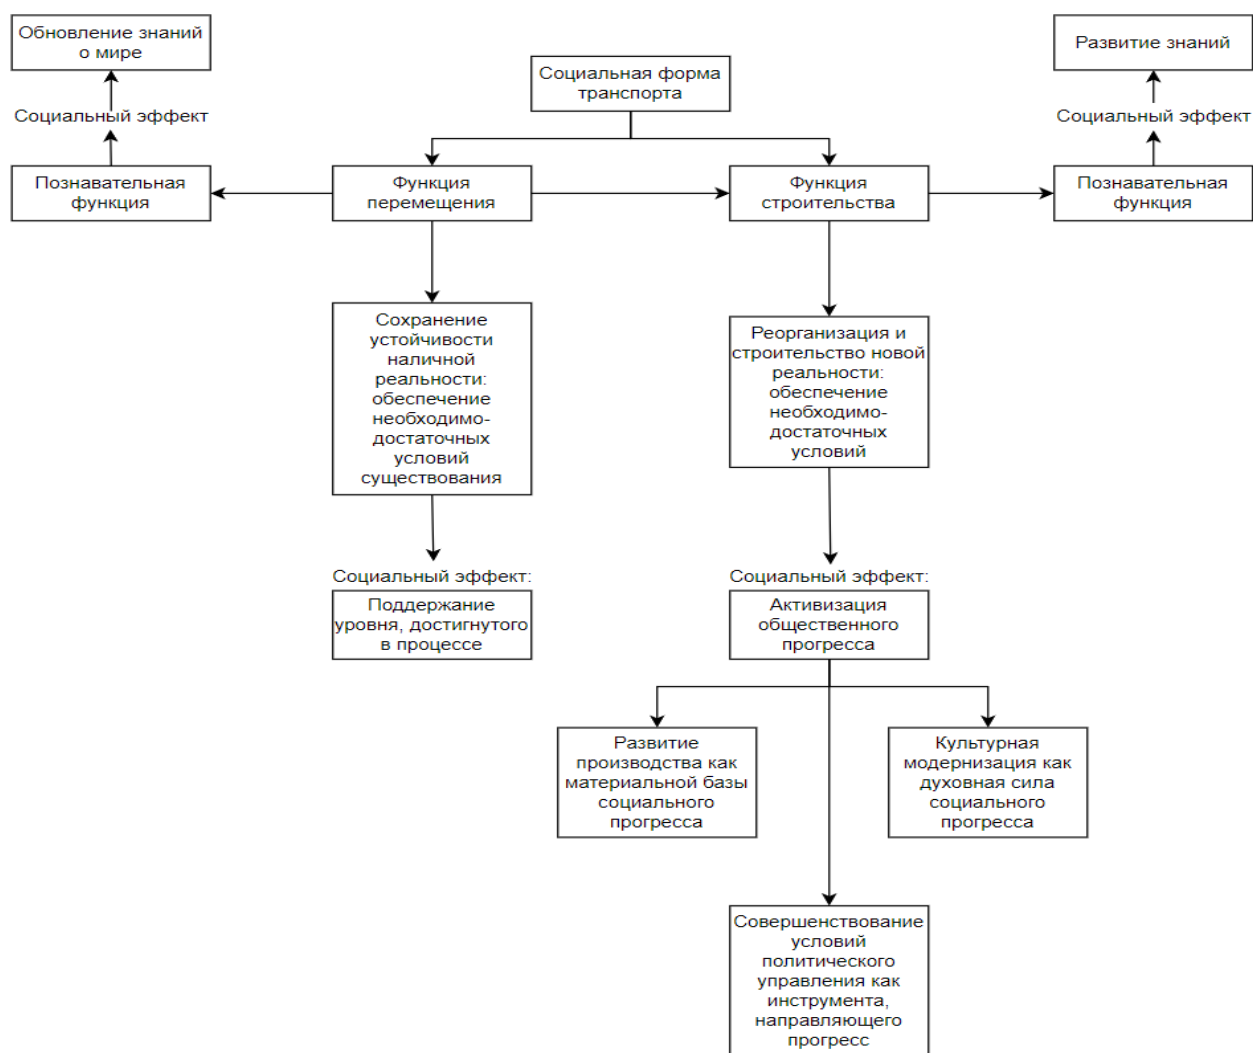 Обновление знаний
о мире
Социальная форма
транспорта
Развитие знаний
Социальный эффект
Социальный эффект
Познавательная
функция
Функция
перемещения
Функция
строительства
Познавательная
функция
Сохранение
устойчивости
наличной
реальности:
обеспечение
необходимо-
достаточных
условий
существования
Реорганизация и
строительство новой
реальности:
обеспечение
необходимо-
достаточных
условий
Социальный эффект:
Поддержание
уровня, достигнутого
в процессе
Социальный эффект:
Активизация
общественного
прогресса
Развитие
производства как
материальной базы
социального
прогресса
Культурная
модернизация как
духовная сила
социального
прогресса
Совершенствование
условий
политического
управления как
инструмента,
направляющего
прогресс